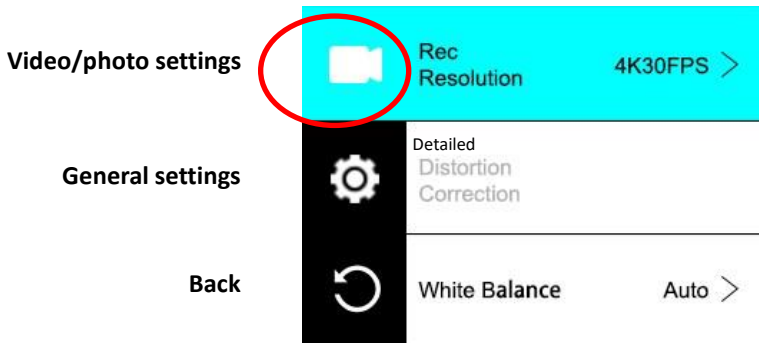 Video/photo settings
Rec
Resolution
4K30FPS >
General settings
Detailed
Distortion
Correction
Back
White Balance
Auto >